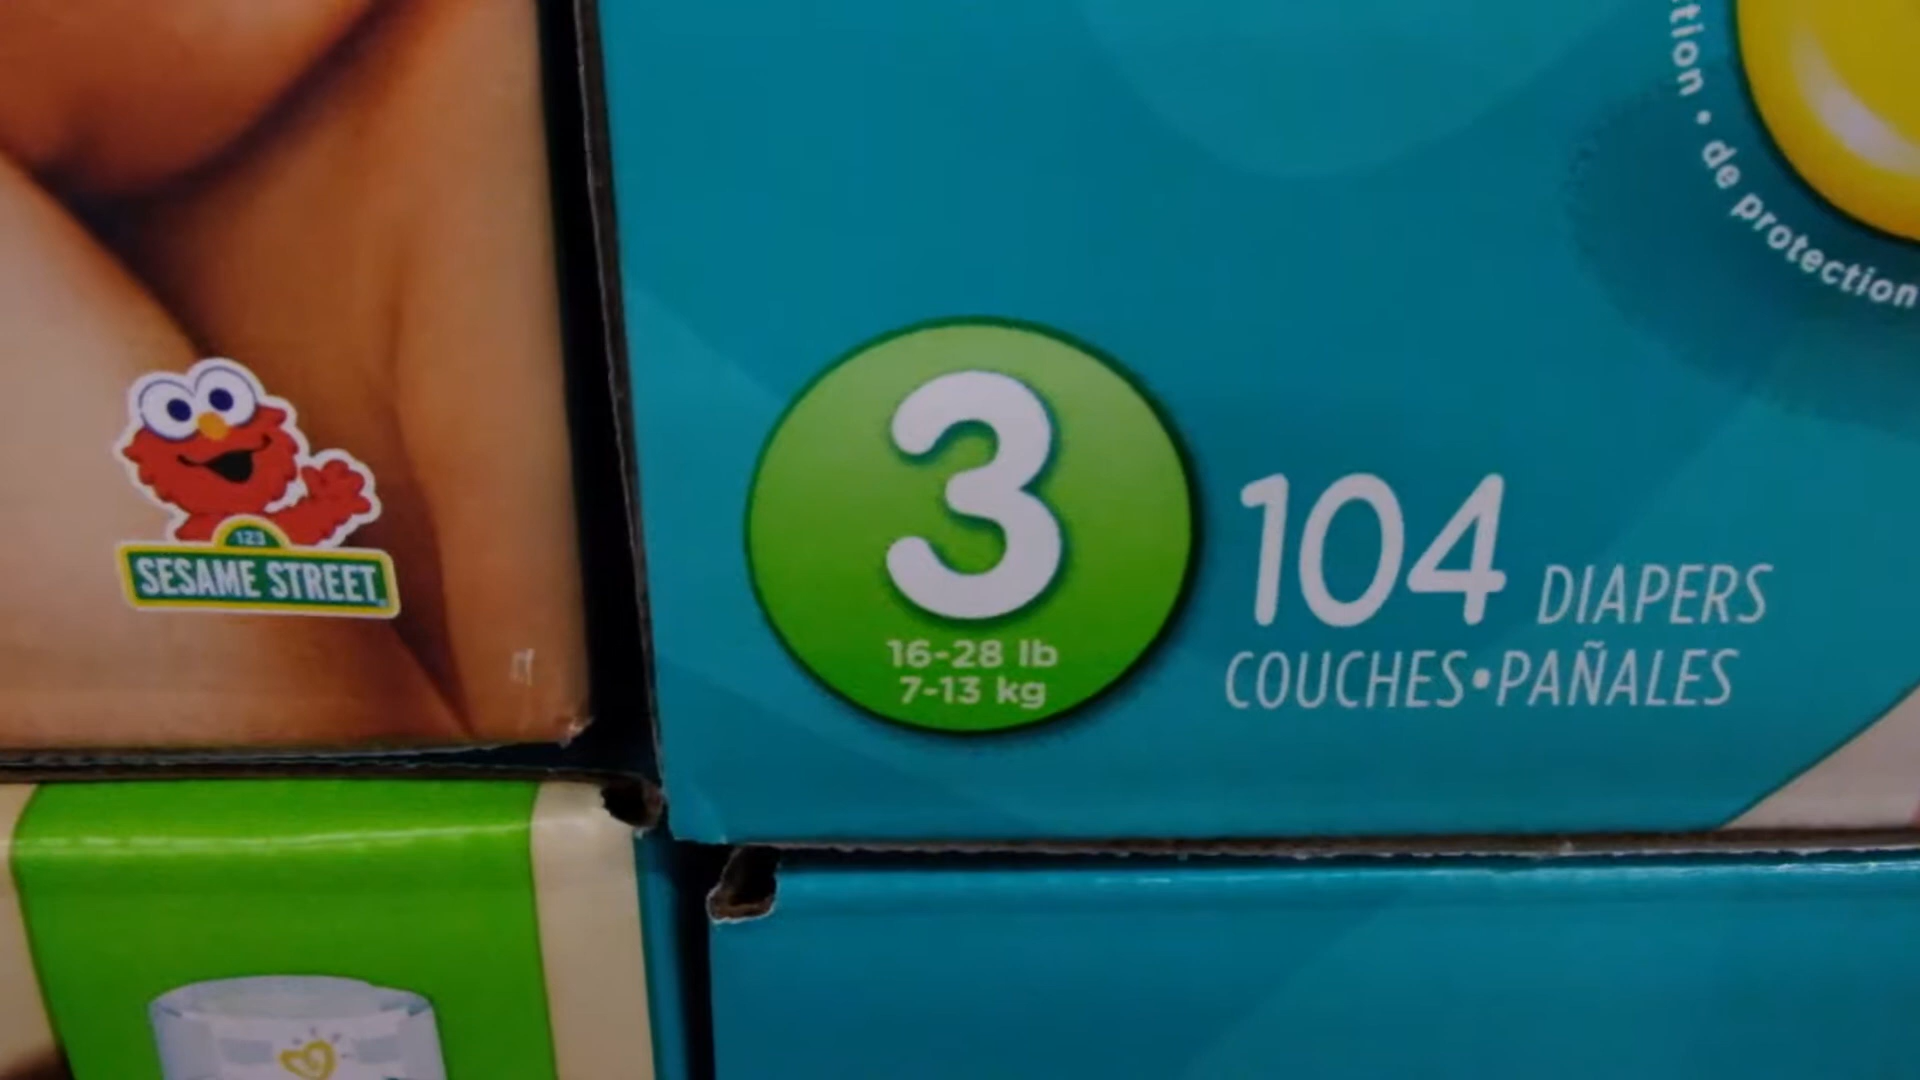 tion • de protection
123
SESAME STREET
3
16-28 lb
7-13 kg
104 DIAPERS
COUCHES•PAÑALES